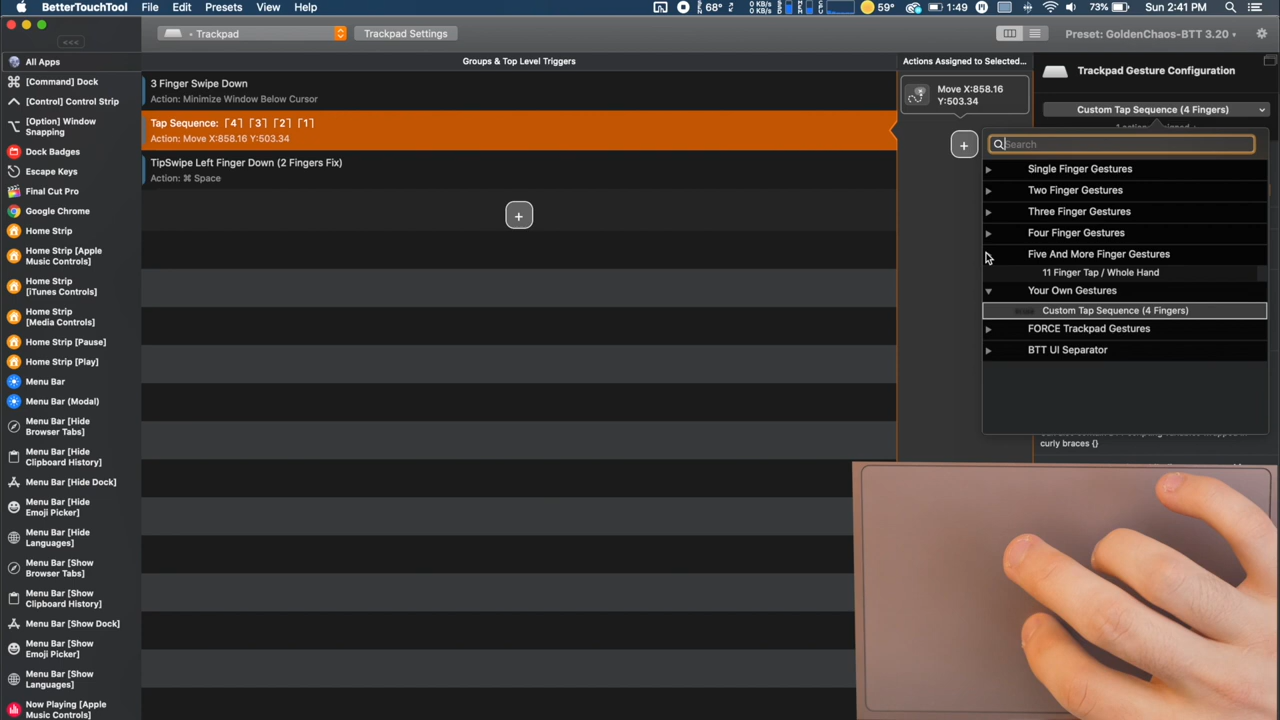 BetterTouchTool File Edit Presets View Help
68°
0 KB/s
0 KB/s
59°
1:49
73%
Sun 2:41 PM
<<<
• Trackpad
Trackpad Settings
Preset: GoldenChaos-BTT 3.20
All Apps
[Command] Dock
[Control] Control Strip
[Option] Window
Snapping
Dock Badges
Escape Keys
Final Cut Pro
Google Chrome
Home Strip
Home Strip [Apple
Music Controls]
Home Strip
[iTunes Controls]
Home Strip
[Media Controls]
Home Strip [Pause]
Home Strip [Play]
Menu Bar
Menu Bar (Modal)
Menu Bar [Hide
Browser Tabs]
Menu Bar [Hide
Clipboard History]
Menu Bar [Hide Dock]
Menu Bar [Hide
Emoji Picker]
Menu Bar [Hide
Languages]
Menu Bar [Show
Browser Tabs]
Menu Bar [Show
Clipboard History]
Menu Bar [Show Dock]
Menu Bar [Show
Emoji Picker]
Menu Bar [Show
Languages]
Now Playing [Apple
Music Controls]
Groups & Top Level Triggers
3 Finger Swipe Down
Action: Minimize Window Below Cursor
Tap Sequence: ⌈4⌉ ⌈3⌉ ⌈2⌉ ⌈1⌉
Action: Move X:858.16 Y:503.34
TipSwipe Left Finger Down (2 Fingers Fix)
Action: ⌘ Space
+
Actions Assigned to Selected...
Move X:858.16
Y:503.34
+
Trackpad Gesture Configuration
Custom Tap Sequence (4 Fingers)
Search
Single Finger Gestures
Two Finger Gestures
Three Finger Gestures
Four Finger Gestures
Five And More Finger Gestures
11 Finger Tap / Whole Hand
Your Own Gestures
Custom Tap Sequence (4 Fingers)
FORCE Trackpad Gestures
BTT UI Separator
curly braces {}